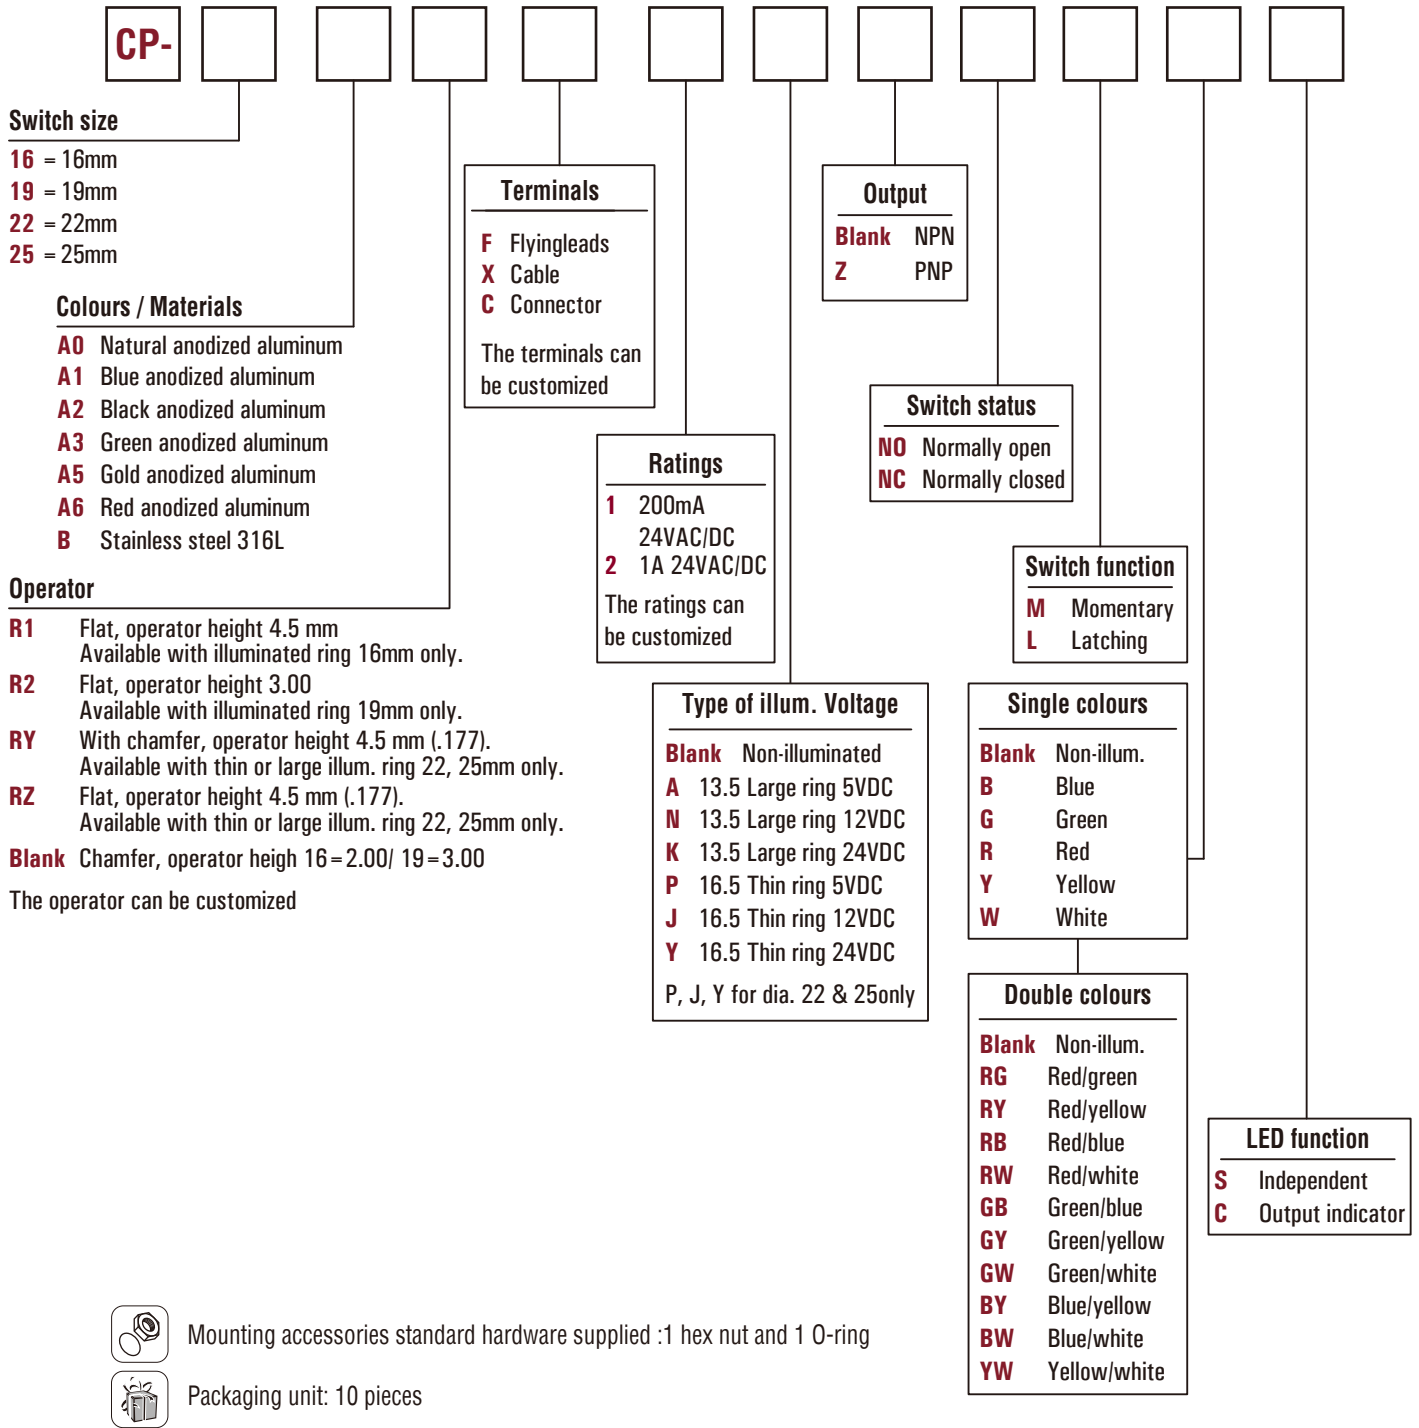 CP-
Switch size
16 = 16mm
19 = 19mm
22 = 22mm
25 = 25mm
Colours / Materials
A0 Natural anodized aluminum
A1 Blue anodized aluminum
A2 Black anodized aluminum
A3 Green anodized aluminum
A5 Gold anodized aluminum
A6 Red anodized aluminum
B Stainless steel 316L
Operator
R1 Flat, operator height 4.5 mm
Available with illuminated ring 16mm only.
R2 Flat, operator height 3.00
Available with illuminated ring 19mm only.
RY With chamfer, operator height 4.5 mm (.177).
Available with thin or large illum. ring 22, 25mm only.
RZ Flat, operator height 4.5 mm (.177).
Available with thin or large illum. ring 22, 25mm only.
Blank Chamfer, operator heigh 16=2.00/ 19=3.00
The operator can be customized
Terminals
F Flyingleads
X Cable
C Connector
The terminals can
be customized
Ratings
1 200mA
24VAC/DC
2 1A 24VAC/DC
The ratings can
be customized
Type of illum. Voltage
Blank Non-illuminated
A 13.5 Large ring 5VDC
N 13.5 Large ring 12VDC
K 13.5 Large ring 24VDC
P 16.5 Thin ring 5VDC
J 16.5 Thin ring 12VDC
Y 16.5 Thin ring 24VDC
P, J, Y for dia. 22 & 25only
Output
Blank NPN
Z PNP
Switch status
NO Normally open
NC Normally closed
Switch function
M Momentary
L Latching
Single colours
Blank Non-illum.
B Blue
G Green
R Red
Y Yellow
W White
Double colours
Blank Non-illum.
RG Red/green
RY Red/yellow
RB Red/blue
RW Red/white
GB Green/blue
GY Green/yellow
GW Green/white
BY Blue/yellow
BW Blue/white
YW Yellow/white
LED function
S Independent
C Output indicator
Mounting accessories standard hardware supplied :1 hex nut and 1 O-ring
Packaging unit: 10 pieces